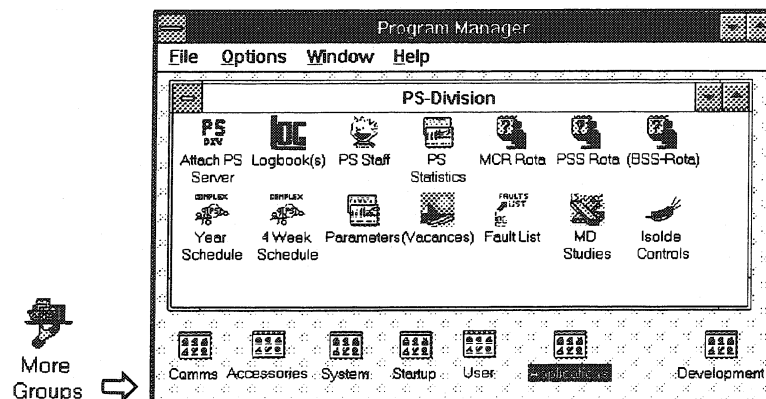 Program Manager
File Options Window Help
PS-Division
PS DIV
LOG
COMPLEX
COMPLEX
FAULTS LIST
Attach PS Server
Logbook(s)
PS Staff
PS Statistics
MCR Rota
PSS Rota
(BSS-Rota)
Year Schedule
4 Week Schedule
Parameters
(Vacances)
Fault List
MD Studies
Isolde Controls
More Groups
Comms
Accessories
System
Startup
User
Applications
Development